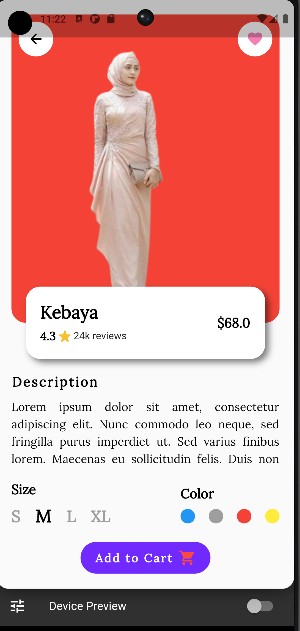 11:22
Kebaya
$68.0
4.3 24k reviews
Description
Lorem ipsum dolor sit amet, consectetur
adipiscing elit. Nunc commodo leo neque, sed
fringilla purus imperdiet ut. Sed varius finibus
lorem. Maecenas eu sollicitudin felis. Duis non
Size
Color
S M L XL
Add to Cart
Device Preview